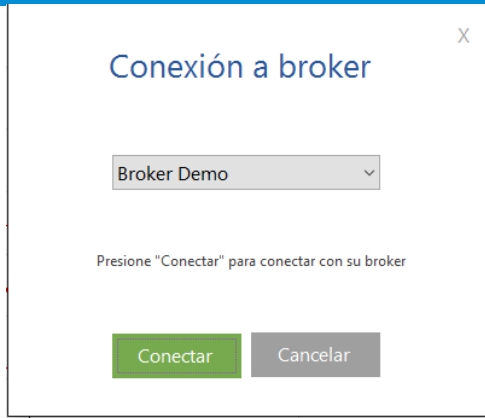 X
Conexión a broker
Broker Demo
Presione "Conectar" para conectar con su broker
Conectar
Cancelar